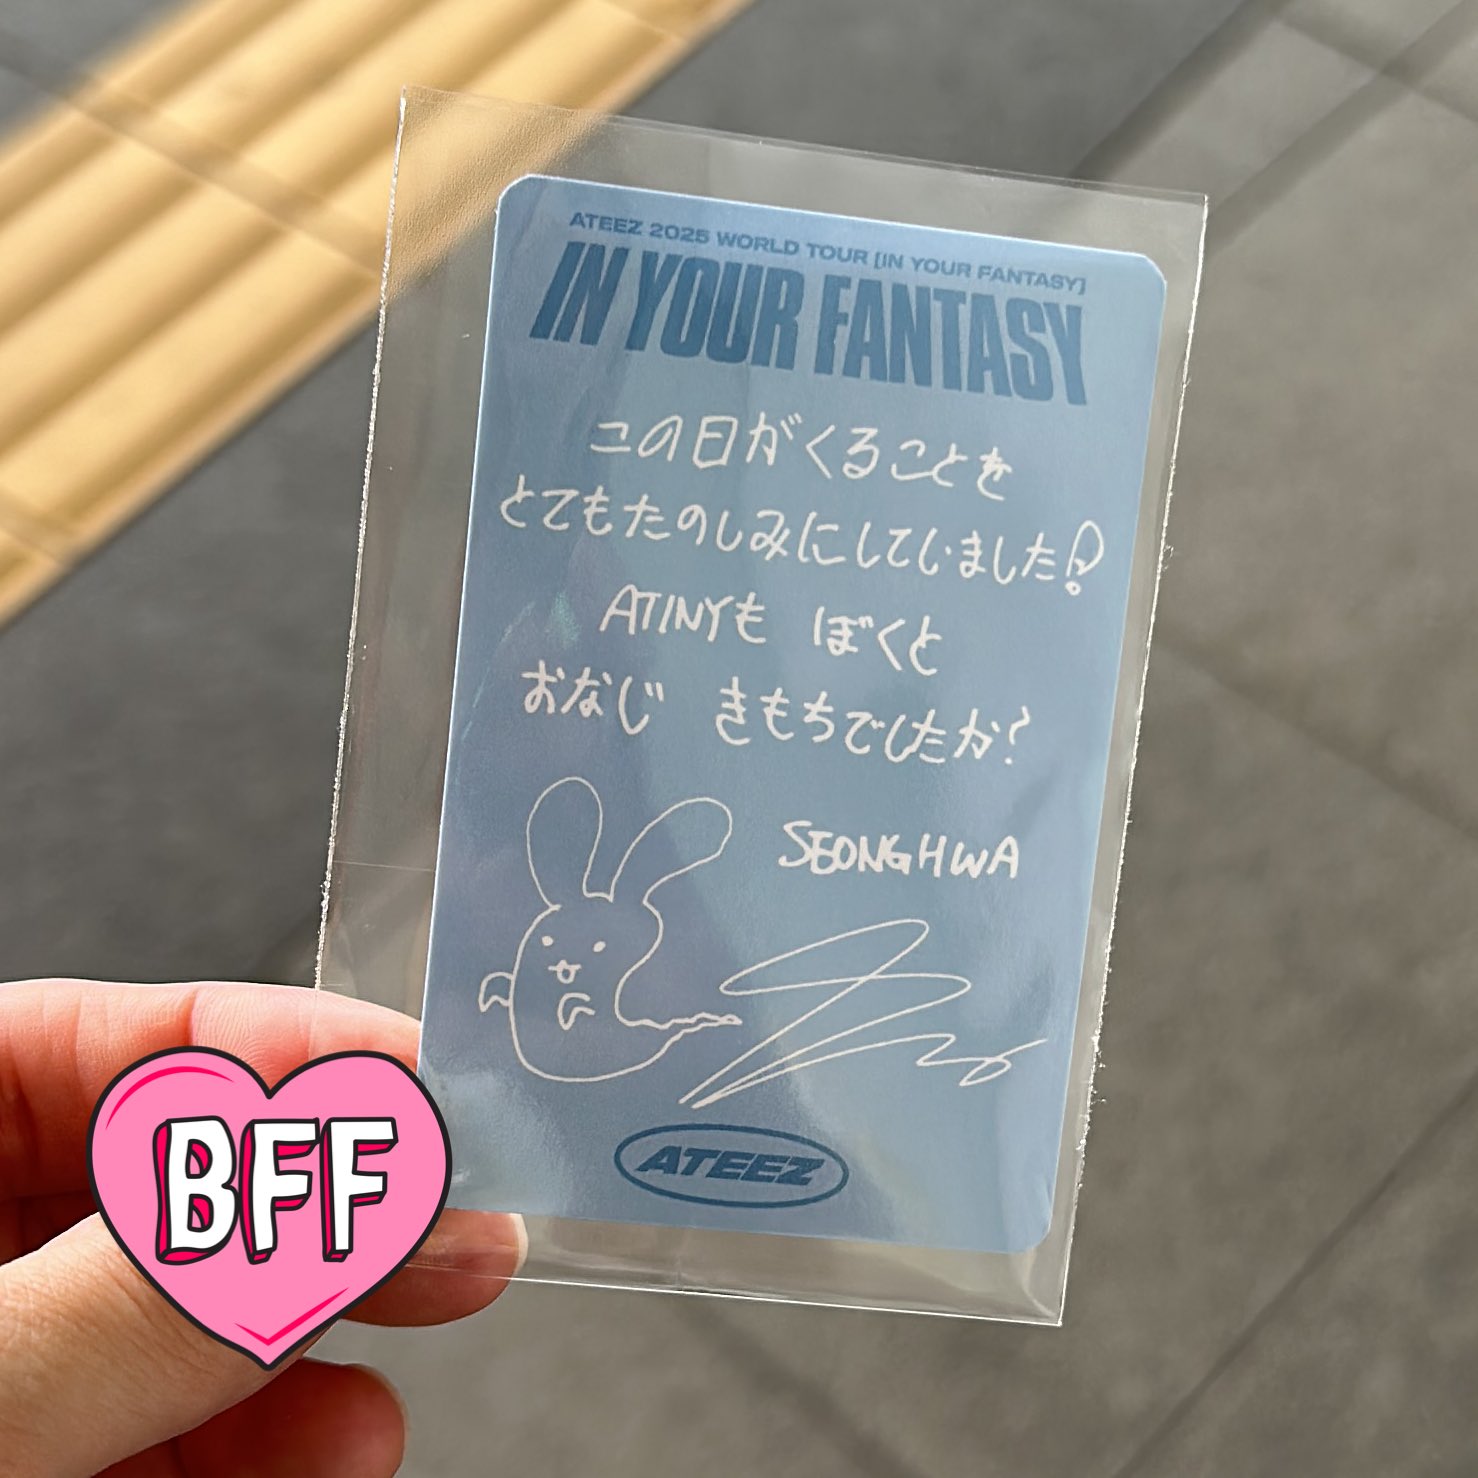 ATEEZ 2025 WORLD TOUR [IN YOUR FANTASY]
IN YOUR FANTASY
この日がくることを
とてもたのしみにしていました!
ATINYも ぼくと
おなじ きもちでしたか?
SEONGHWA
ATEEZ
BFF